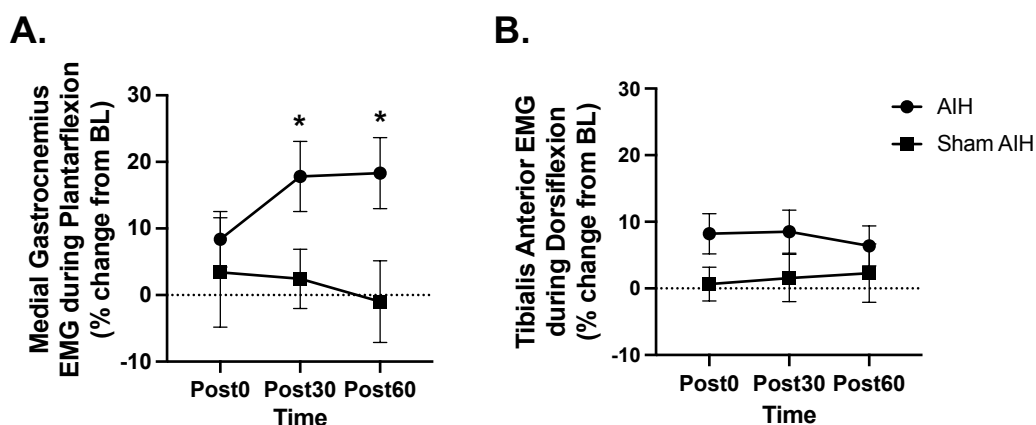 A.
Medial Gastrocnemius
EMG during Plantarflexion
(% change from BL)
30
20
10
0
-10
*
*
Post0 Post30 Post60
Time
B.
Tibialis Anterior EMG
during Dorsiflexion
(% change from BL)
30
20
10
0
-10
Post0 Post30 Post60
Time
AIH
Sham AIH